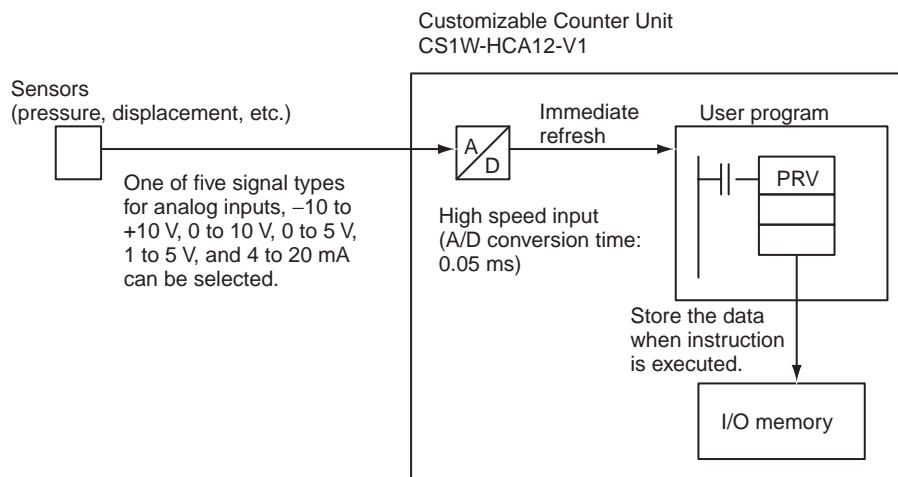 Customizable Counter Unit
CS1W-HCA12-V1
Sensors
(pressure, displacement, etc.)
Immediate
refresh
User program
A
D
PRV
One of five signal types
for analog inputs, −10 to
+10 V, 0 to 10 V, 0 to 5 V,
1 to 5 V, and 4 to 20 mA
can be selected.
High speed input
(A/D conversion time:
0.05 ms)
Store the data
when instruction
is executed.
I/O memory